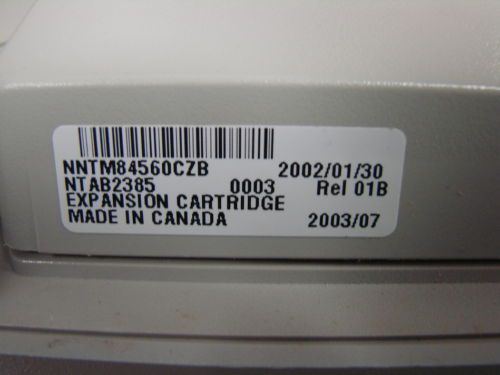 NNTM84560CZB 2002/01/30
NTAB2385 0003 Rel 01B
EXPANSION CARTRIDGE
MADE IN CANADA 2003/07